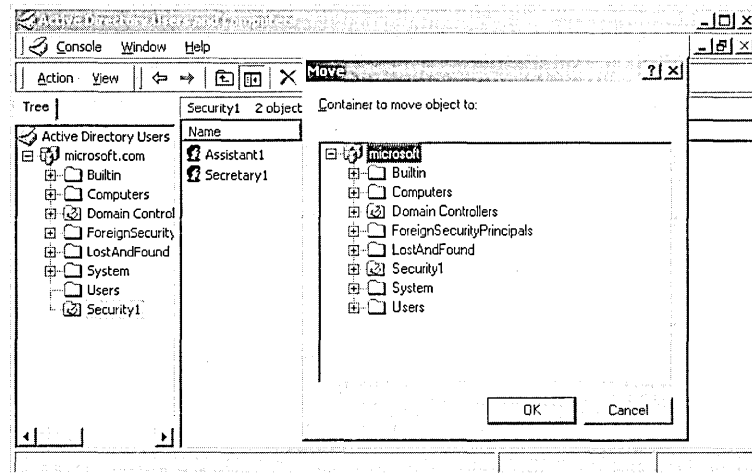 Active Directory Users and Computers
Console Window Help
Action View
Tree
Active Directory Users
microsoft.com
Builtin
Computers
Domain Control
ForeignSecurity
LostAndFound
System
Users
Security1
Security1 2 object
Name
Assistant1
Secretary1
Move
Container to move object to:
microsoft
Builtin
Computers
Domain Controllers
ForeignSecurityPrincipals
LostAndFound
Security1
System
Users
OK Cancel